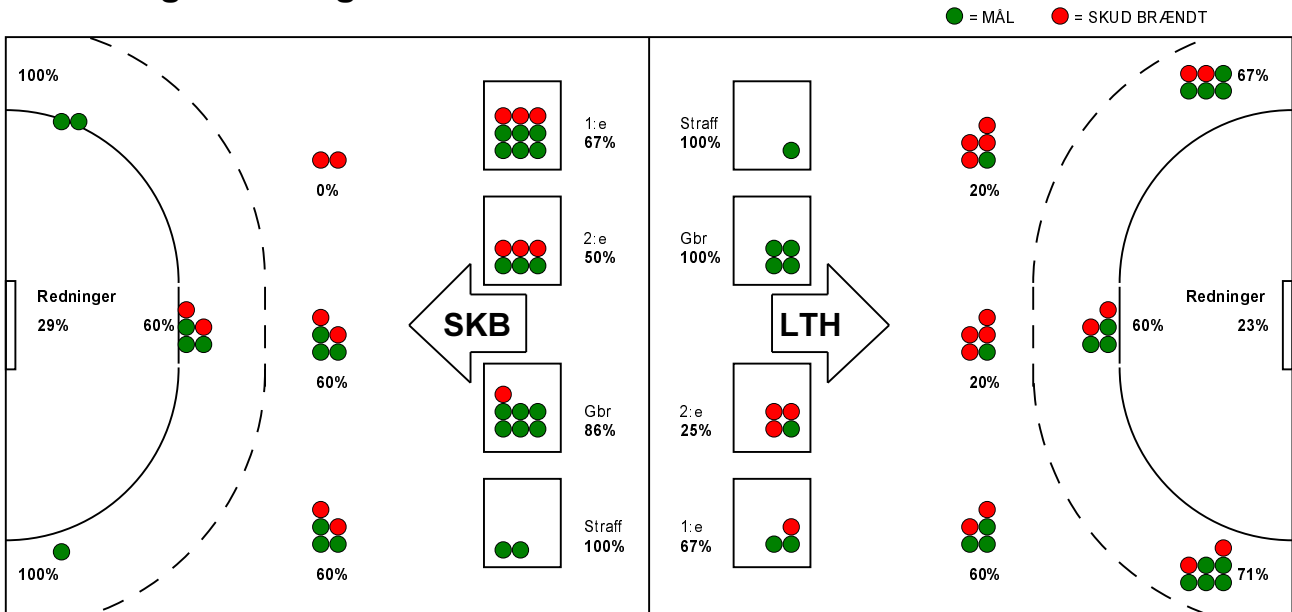 = MÅL = SKUD BRÆNDT
100%
1:e
67%
Straff
100%
67%
0%
20%
2:e
50%
Gbr
100%
Redninger
29%
60%
SKB
LTH
60%
Redninger
23%
60%
20%
Gbr
86%
2:e
25%
Straff
100%
1:e
67%
100%
60%
60%
71%